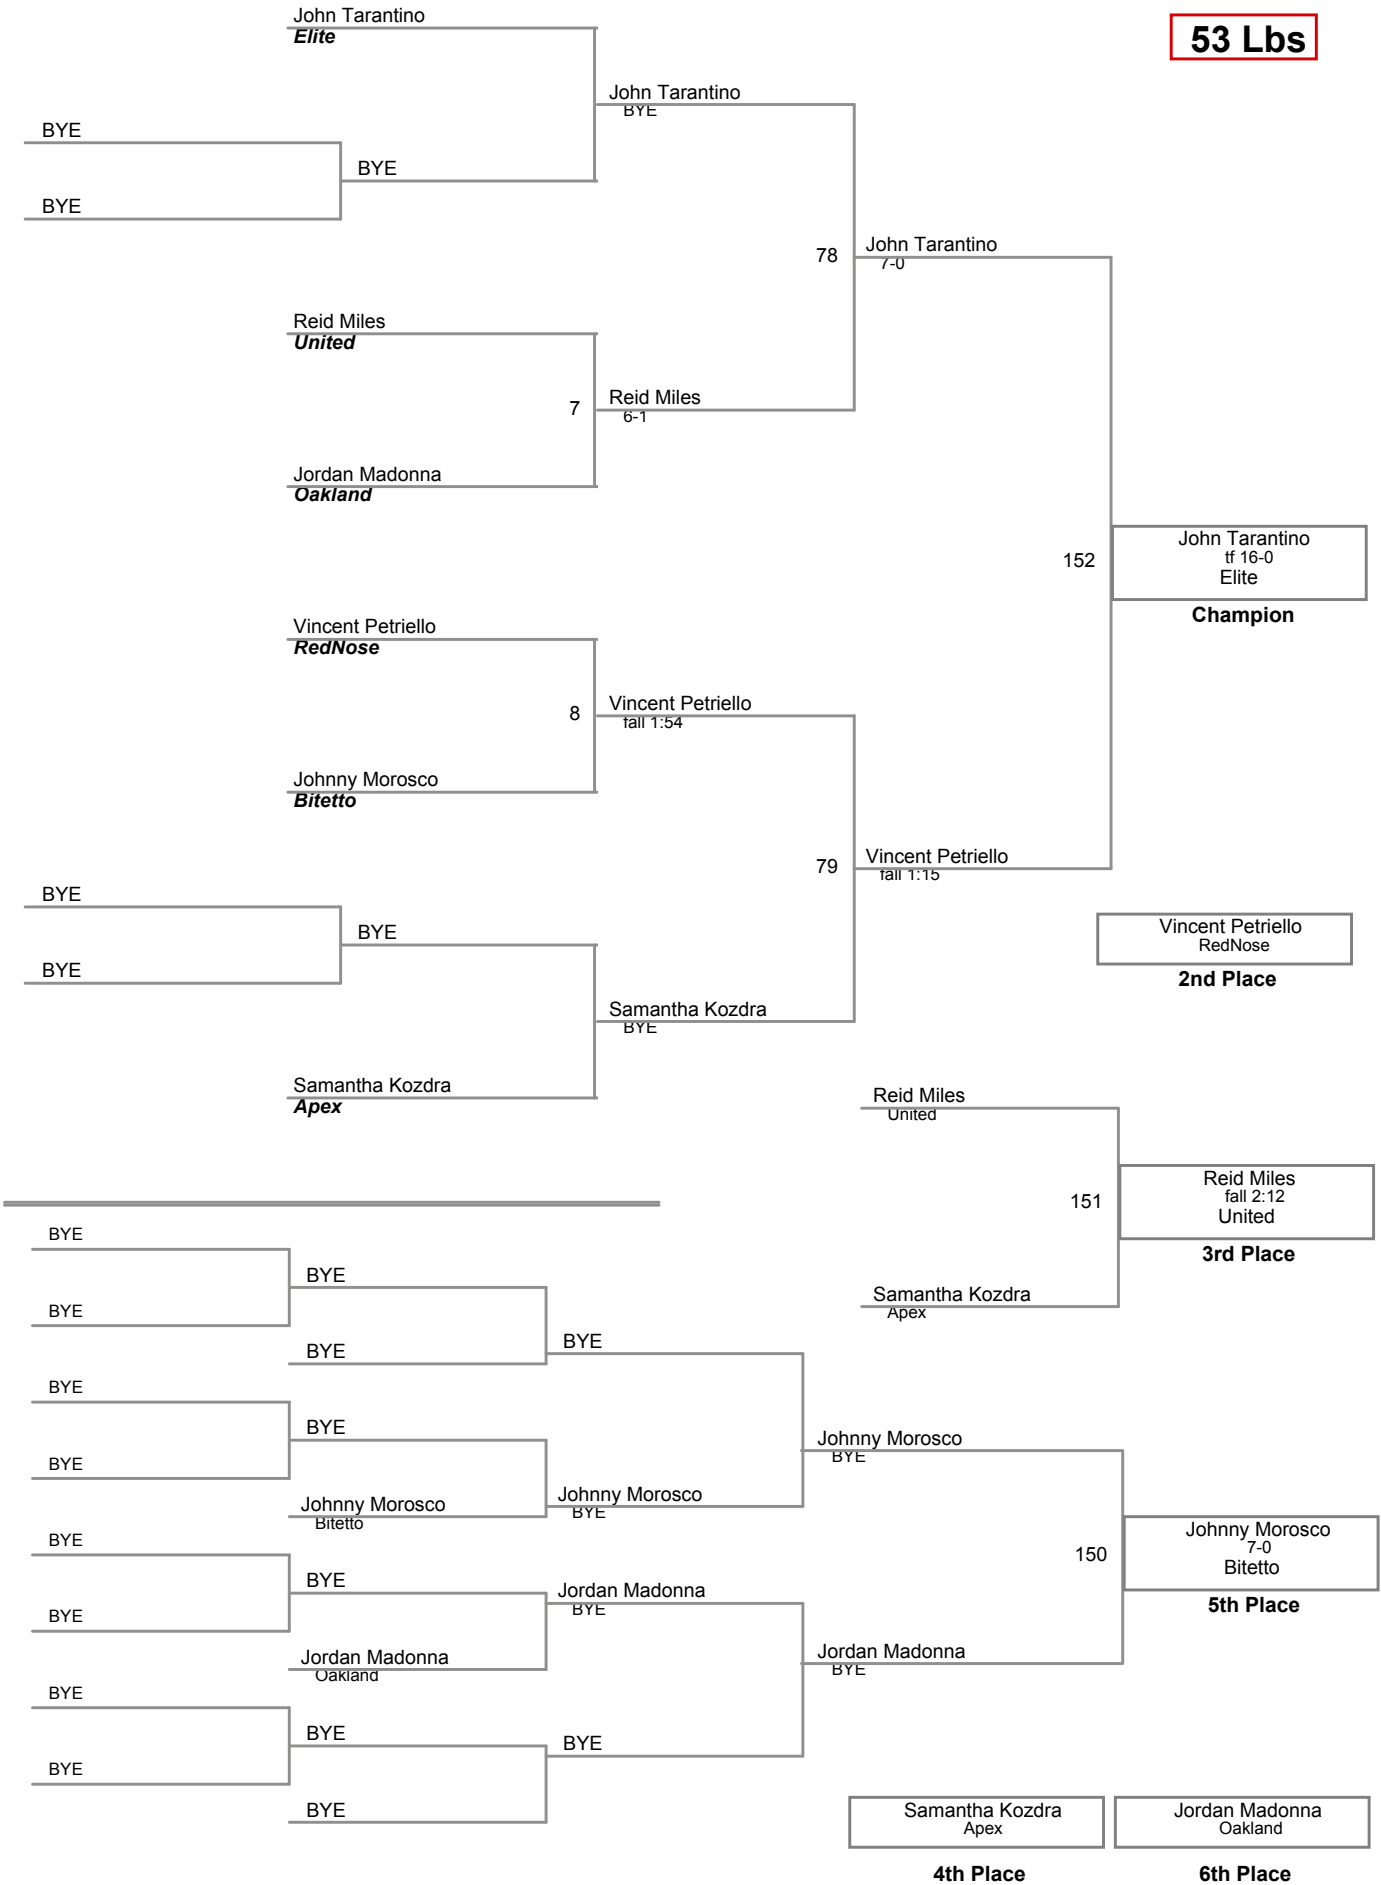 John Tarantino
Elite
53 Lbs
John Tarantino
BYE
BYE
BYE
BYE
78
John Tarantino
7-0
Reid Miles
United
7
Reid Miles
6-1
Jordan Madonna
Oakland
152
John Tarantino
tf 16-0
Elite
Champion
Vincent Petriello
RedNose
8
Vincent Petriello
fall 1:54
Johnny Morosco
Bitetto
79
Vincent Petriello
fall 1:15
BYE
BYE
BYE
Vincent Petriello
RedNose
2nd Place
Samantha Kozdra
BYE
Samantha Kozdra
Apex
Reid Miles
United
151
Reid Miles
fall 2:12
United
3rd Place
Samantha Kozdra
Apex
BYE
BYE
BYE
BYE
BYE
BYE
BYE
BYE
Johnny Morosco
BYE
Johnny Morosco
Bitetto
Johnny Morosco
BYE
150
Johnny Morosco
7-0
Bitetto
5th Place
BYE
BYE
BYE
Jordan Madonna
BYE
Jordan Madonna
Oakland
Jordan Madonna
BYE
BYE
BYE
BYE
BYE
BYE
Samantha Kozdra
Apex
4th Place
Jordan Madonna
Oakland
6th Place